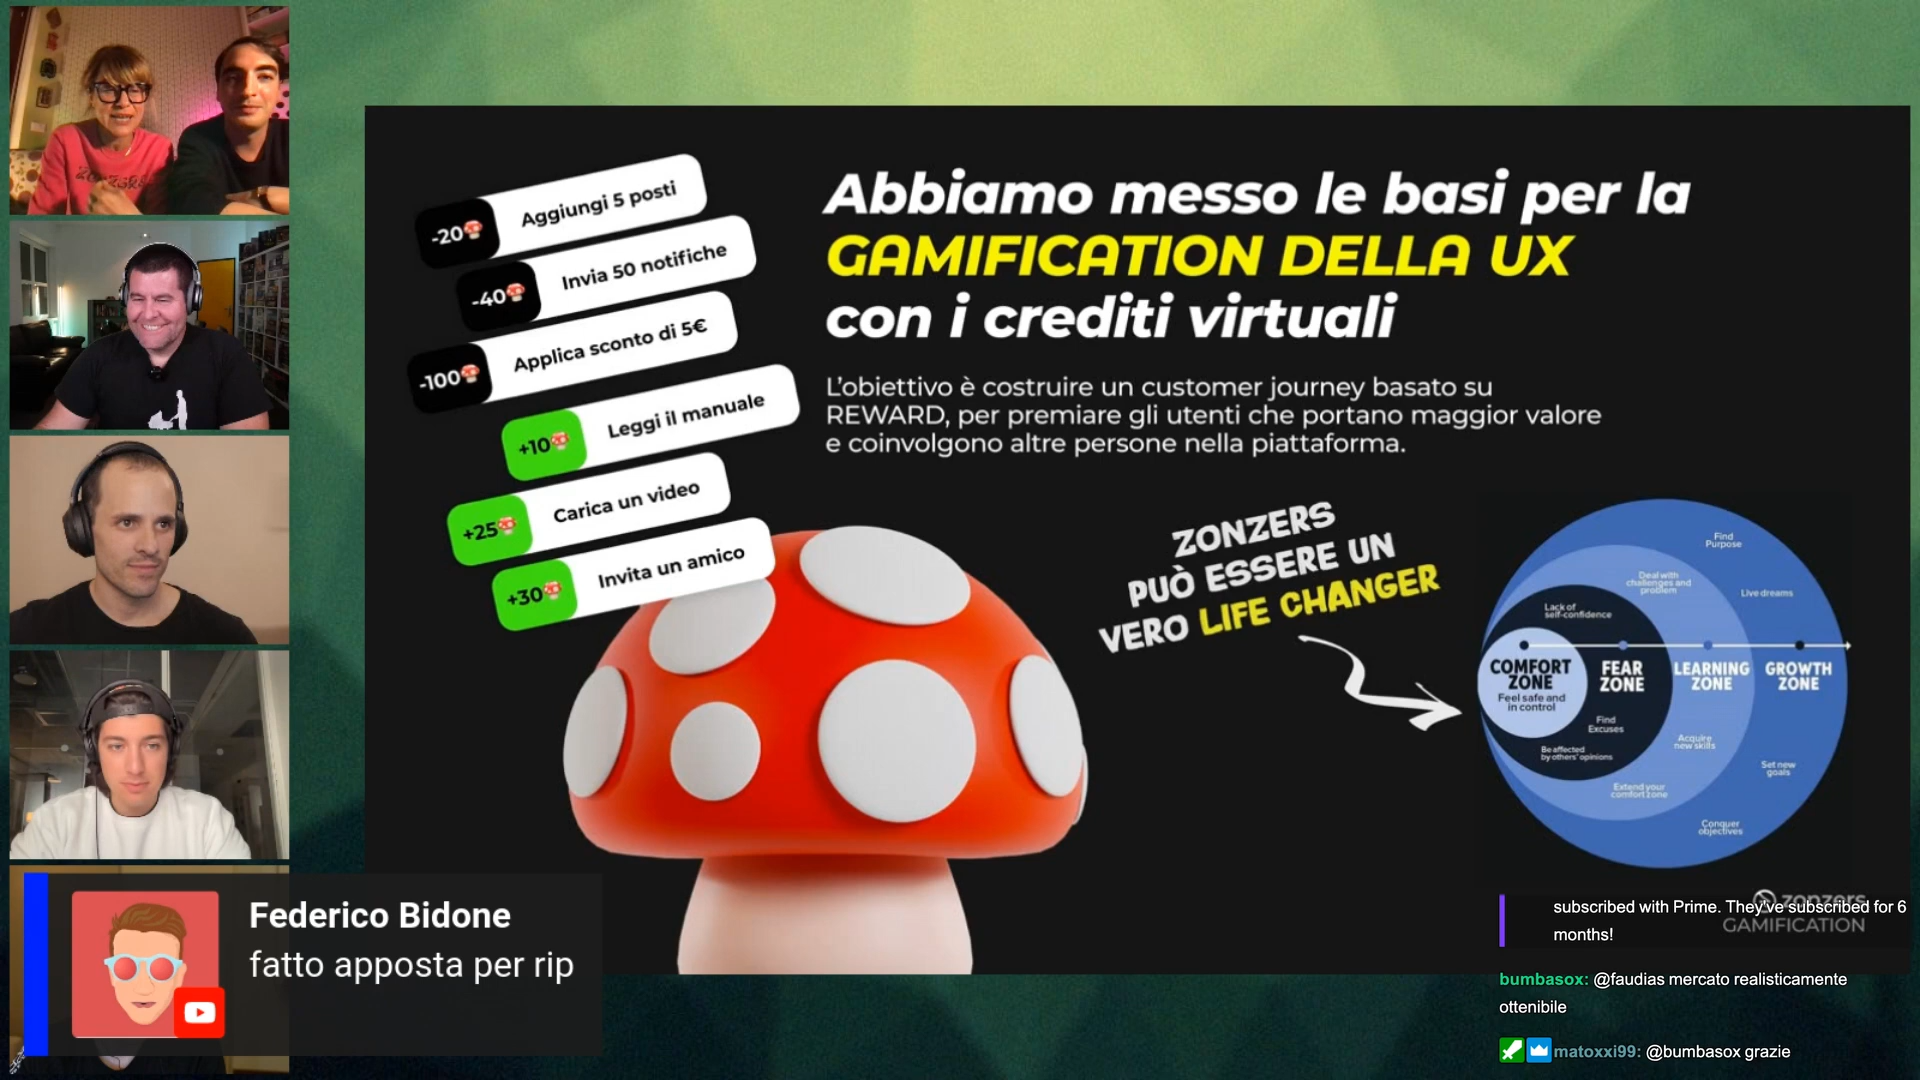 Abbiamo messo le basi per la
GAMIFICATION DELLA UX
con i crediti virtuali
L'obiettivo è costruire un customer journey basato su
REWARD, per premiare gli utenti che portano maggior valore
e coinvolgono altre persone nella piattaforma.
-20 Aggiungi 5 posti
-40 Invia 50 notifiche
-100 Applica sconto di 5€
+10 Leggi il manuale
+25 Carica un video
+30 Invita un amico
ZONZERS
PUÒ ESSERE UN
VERO LIFE CHANGER
COMFORT
ZONE
Feel safe and
in control
FEAR
ZONE
Lack of
self-confidence
Find
Excuses
Be affected
by others' opinions
LEARNING
ZONE
Deal with
challenges and
problem
Acquire
new skills
Extend your
comfort zone
GROWTH
ZONE
Find
Purpose
Live dreams
Set new
goals
Conquer
objectives
zonzers
GAMIFICATION
Federico Bidone
fatto apposta per rip
subscribed with Prime. They've subscribed for 6
months!
bumbasox: @faudias mercato realisticamente
ottenibile
matoxxi99: @bumbasox grazie